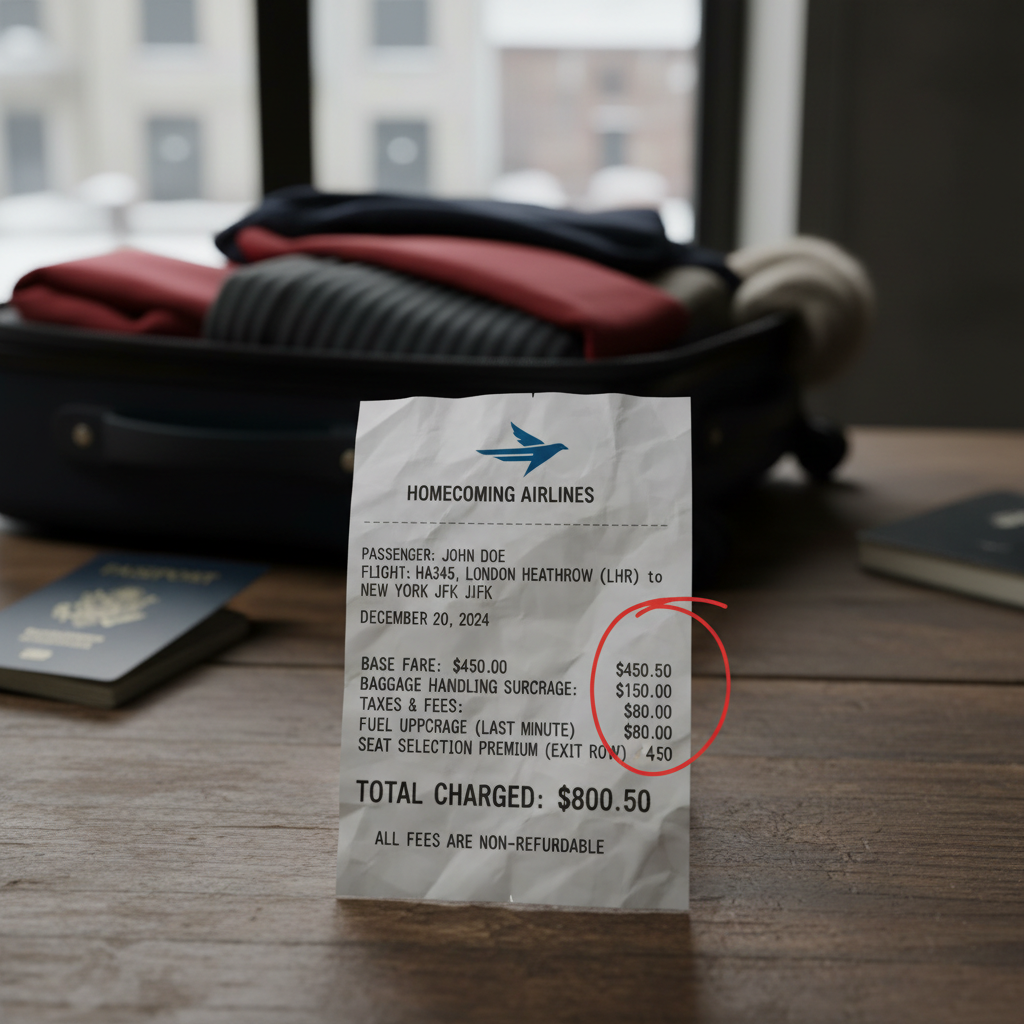 HOMECOMING AIRLINES
PASSENGER: JOHN DOE
FLIGHT: HA345, LONDON HEATHROW (LHR) to
NEW YORK JFK JJFK
DECEMBER 20, 2024
BASE FARE: $450.00 $450.50
BAGGAGE HANDLING SURCRAGE: $150.00
TAXES & FEES: $80.00
FUEL UPPCRAGE (LAST MINUTE) $80.00
SEAT SELECTION PREMIUM (EXIT ROW) 450
TOTAL CHARGED: $800.50
ALL FEES ARE NON-REFURDABLE